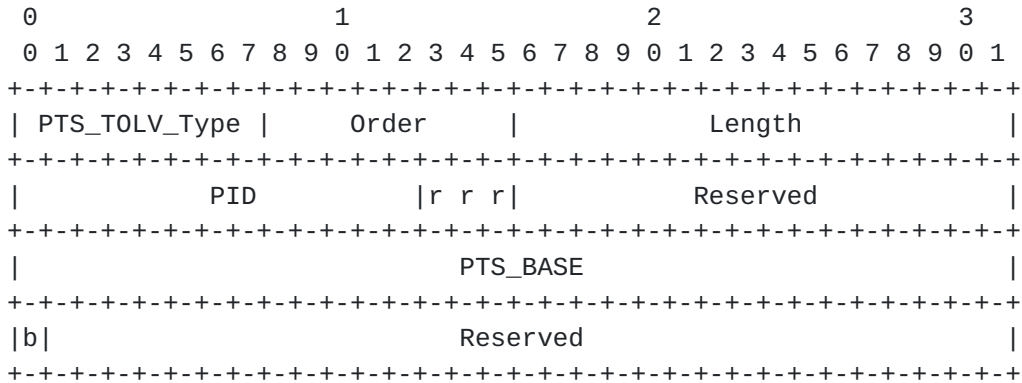 0                   1                   2                   3
 0 1 2 3 4 5 6 7 8 9 0 1 2 3 4 5 6 7 8 9 0 1 2 3 4 5 6 7 8 9 0 1
+-+-+-+-+-+-+-+-+-+-+-+-+-+-+-+-+-+-+-+-+-+-+-+-+-+-+-+-+-+-+-+-+
| PTS_TOLV_Type |     Order     |            Length             |
+-+-+-+-+-+-+-+-+-+-+-+-+-+-+-+-+-+-+-+-+-+-+-+-+-+-+-+-+-+-+-+-+
|            PID          |r r r|           Reserved            |
+-+-+-+-+-+-+-+-+-+-+-+-+-+-+-+-+-+-+-+-+-+-+-+-+-+-+-+-+-+-+-+-+
|                            PTS_BASE                           |
+-+-+-+-+-+-+-+-+-+-+-+-+-+-+-+-+-+-+-+-+-+-+-+-+-+-+-+-+-+-+-+-+
|b|                          Reserved                           |
+-+-+-+-+-+-+-+-+-+-+-+-+-+-+-+-+-+-+-+-+-+-+-+-+-+-+-+-+-+-+-+-+